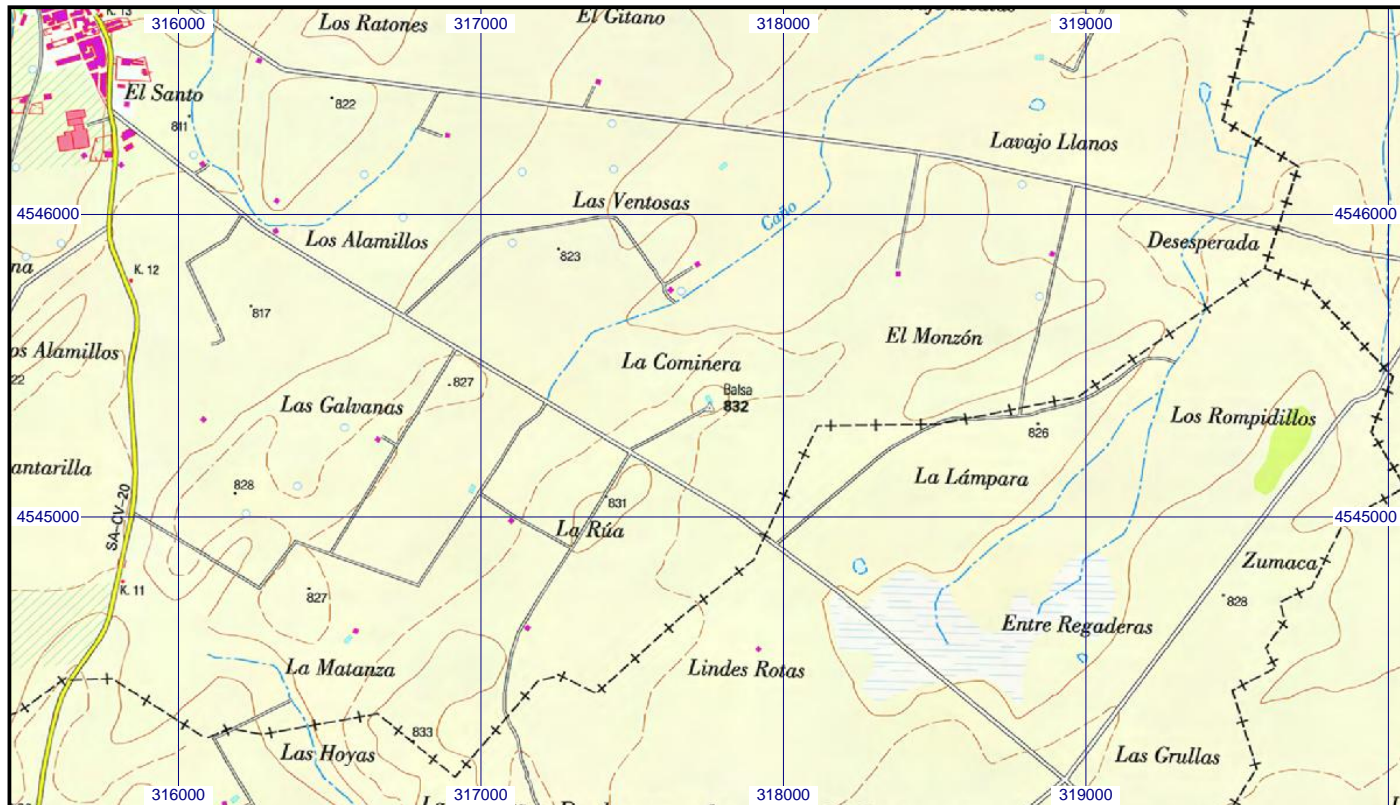 K. 13
316000
317000
318000
319000
Los Ratones
El Gitano
El Santo
822
811
Lavajo Llanos
4546000
Las Ventosas
Caño
4546000
Los Alamillos
Desesperada
823
na
K. 12
817
El Monzón
os Alamillos
La Cominera
22
827
Balsa
832
Las Galvanas
Los Rompidillos
826
antarilla
La Lámpara
828
831
4545000
SA-CV-20
La Rúa
4545000
Zumaca
K. 11
827
828
Entre Regaderas
La Matanza
Lindes Rotas
833
Las Hoyas
Las Grullas
316000
317000
318000
319000